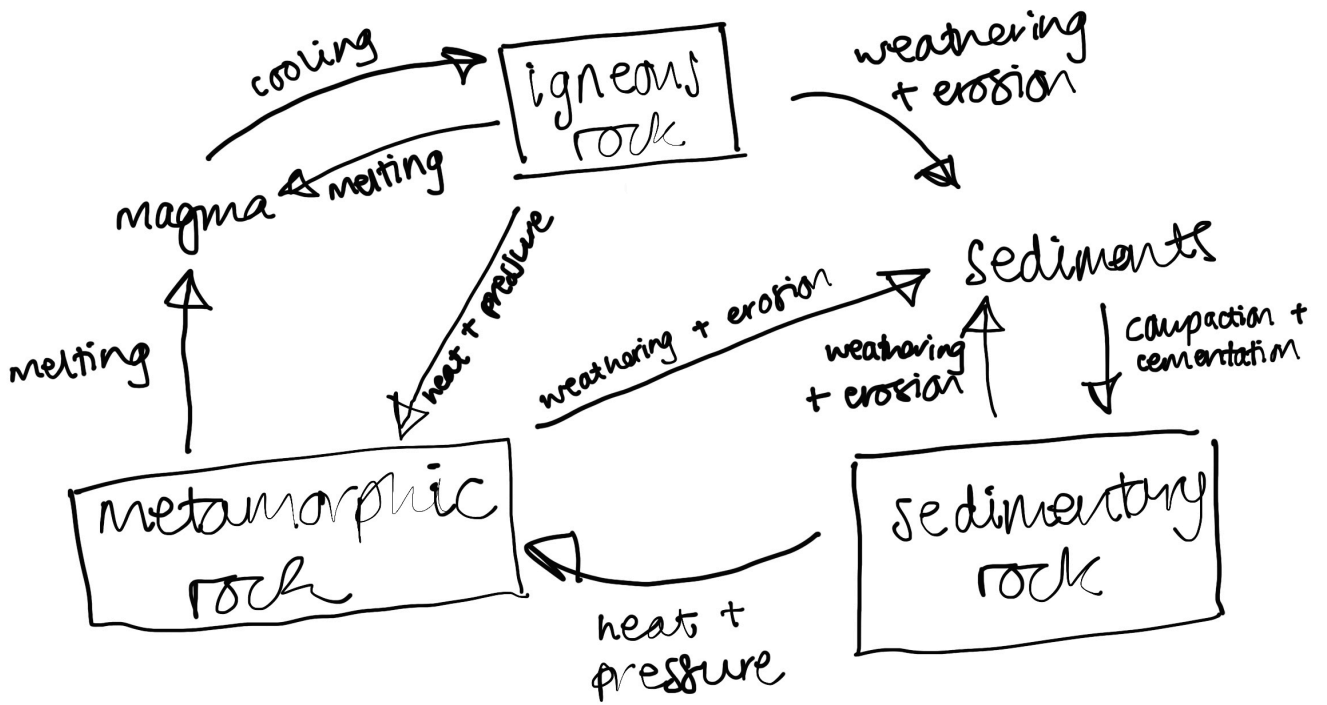 cooling
igneous
rock
weathering
+ erosion
melting
magma
heat + pressure
sediments
weathering + erosion
melting
weathering
+ erosion
compaction +
cementation
metamorphic
rock
sedimentary
rock
heat +
pressure